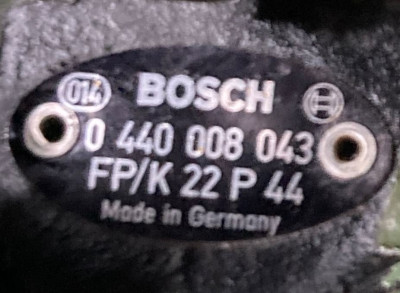 014 BOSCH
0 440 008 043
FP/K 22 P 44
Made in Germany